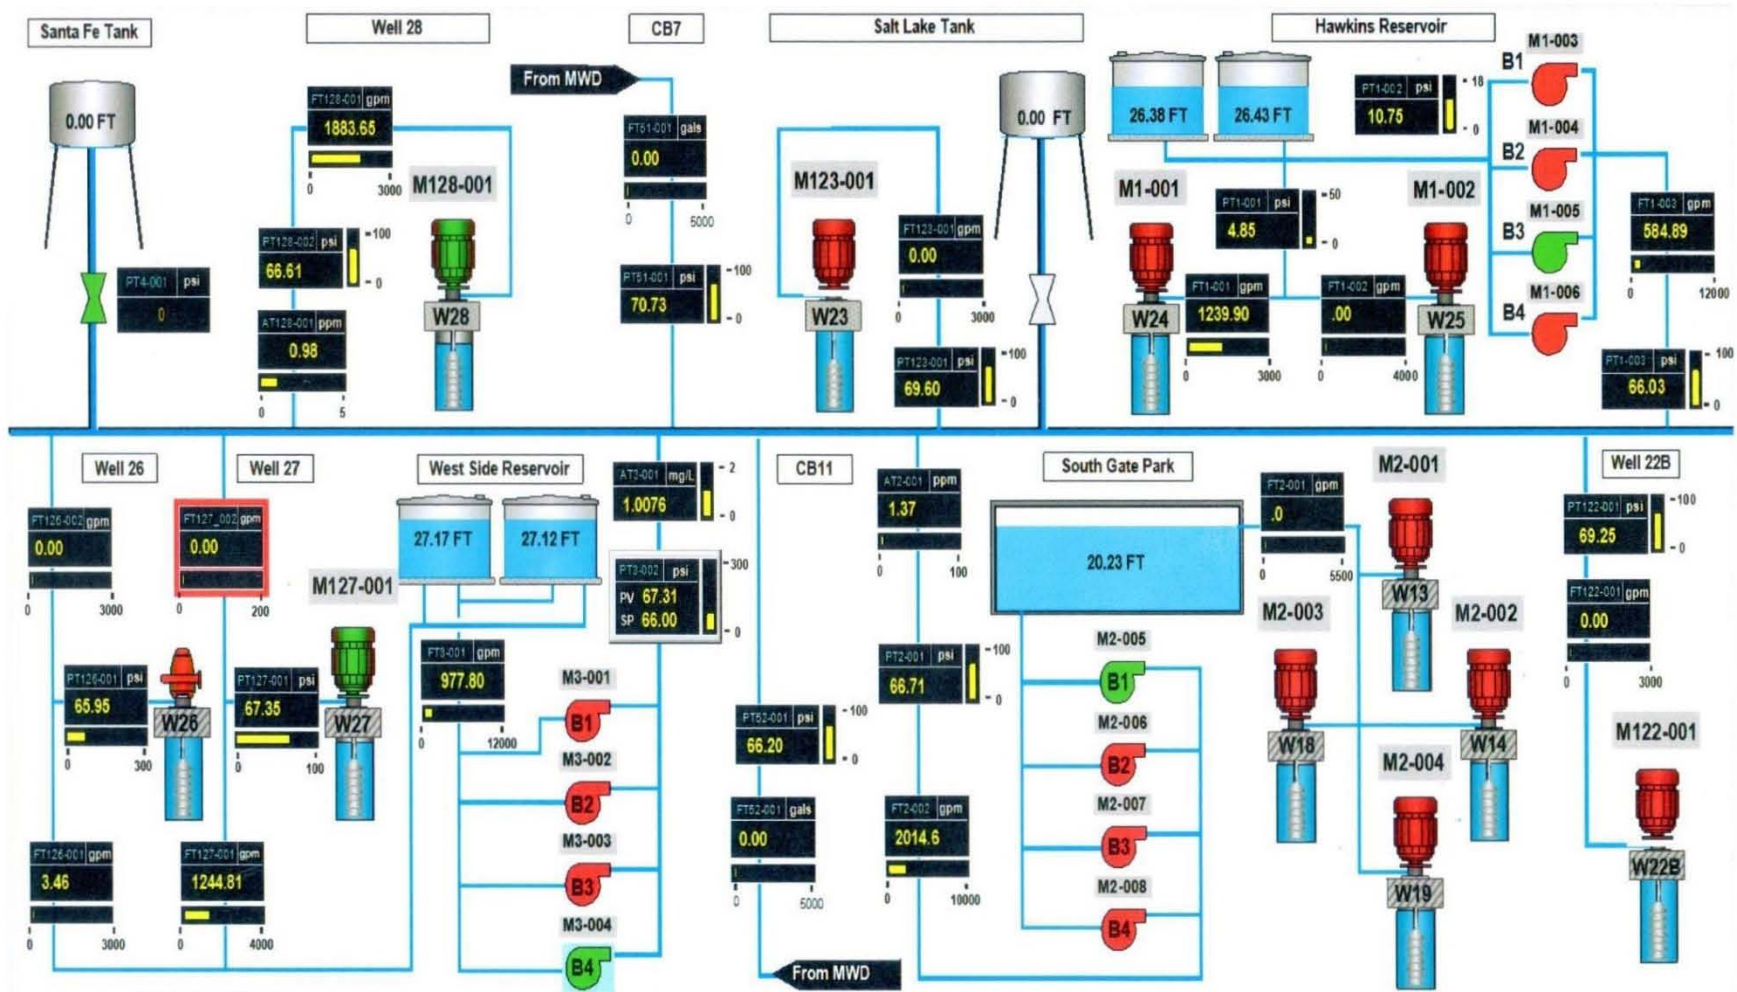 Santa Fe Tank
0.00 FT
PT4-001 psi
0
Well 28
FT128-001 gpm
1883.65
0 3000
M128-001
PT128-002 psi
66.61
100
0
AT128-001 ppm
0.98
0 5
W28
CB7
From MWD
FT51-001 gals
0.00
0 5000
PT51-001 psi
70.73
100
0
Salt Lake Tank
0.00 FT
M123-001
W23
FT123-001 gpm
0.00
0 3000
PT123-001 psi
69.60
100
0
Hawkins Reservoir
26.38 FT
26.43 FT
PT1-002 psi
10.75
18
0
M1-001
W24
PT1-001 psi
4.85
50
0
M1-002
W25
FT1-001 gpm
1239.90
0 3000
FT1-002 gpm
.00
0 4000
M1-003
B1
M1-004
B2
M1-005
B3
M1-006
B4
FT1-003 gpm
584.89
0 12000
PT1-003 psi
66.03
100
0
Well 26
FT126-002 gpm
0.00
0 3000
PT126-001 psi
65.95
0 300
W26
FT126-001 gpm
3.46
0 3000
Well 27
FT127_002 gpm
0.00
0 200
M127-001
PT127-001 psi
67.35
0 100
W27
FT127-001 gpm
1244.81
0 4000
West Side Reservoir
27.17 FT
27.12 FT
AT3-001 mg/L
1.0076
2
0
PT3-002 psi
PV 67.31
SP 66.00
300
0
FT3-001 gpm
977.80
0 12000
M3-001
B1
M3-002
B2
M3-003
B3
M3-004
B4
CB11
PT52-001 psi
66.20
100
0
FT52-001 gals
0.00
0 5000
From MWD
South Gate Park
AT2-001 ppm
1.37
0 100
20.23 FT
PT2-001 psi
66.71
100
0
FT2-002 gpm
2014.6
0 10000
M2-005
B1
M2-006
B2
M2-007
B3
M2-008
B4
FT2-001 gpm
.0
0 5500
M2-001
W13
M2-003
W18
M2-002
W14
M2-004
W19
Well 22B
PT122-001 psi
69.25
100
0
FT122-001 gpm
0.00
0 3000
M122-001
W22B